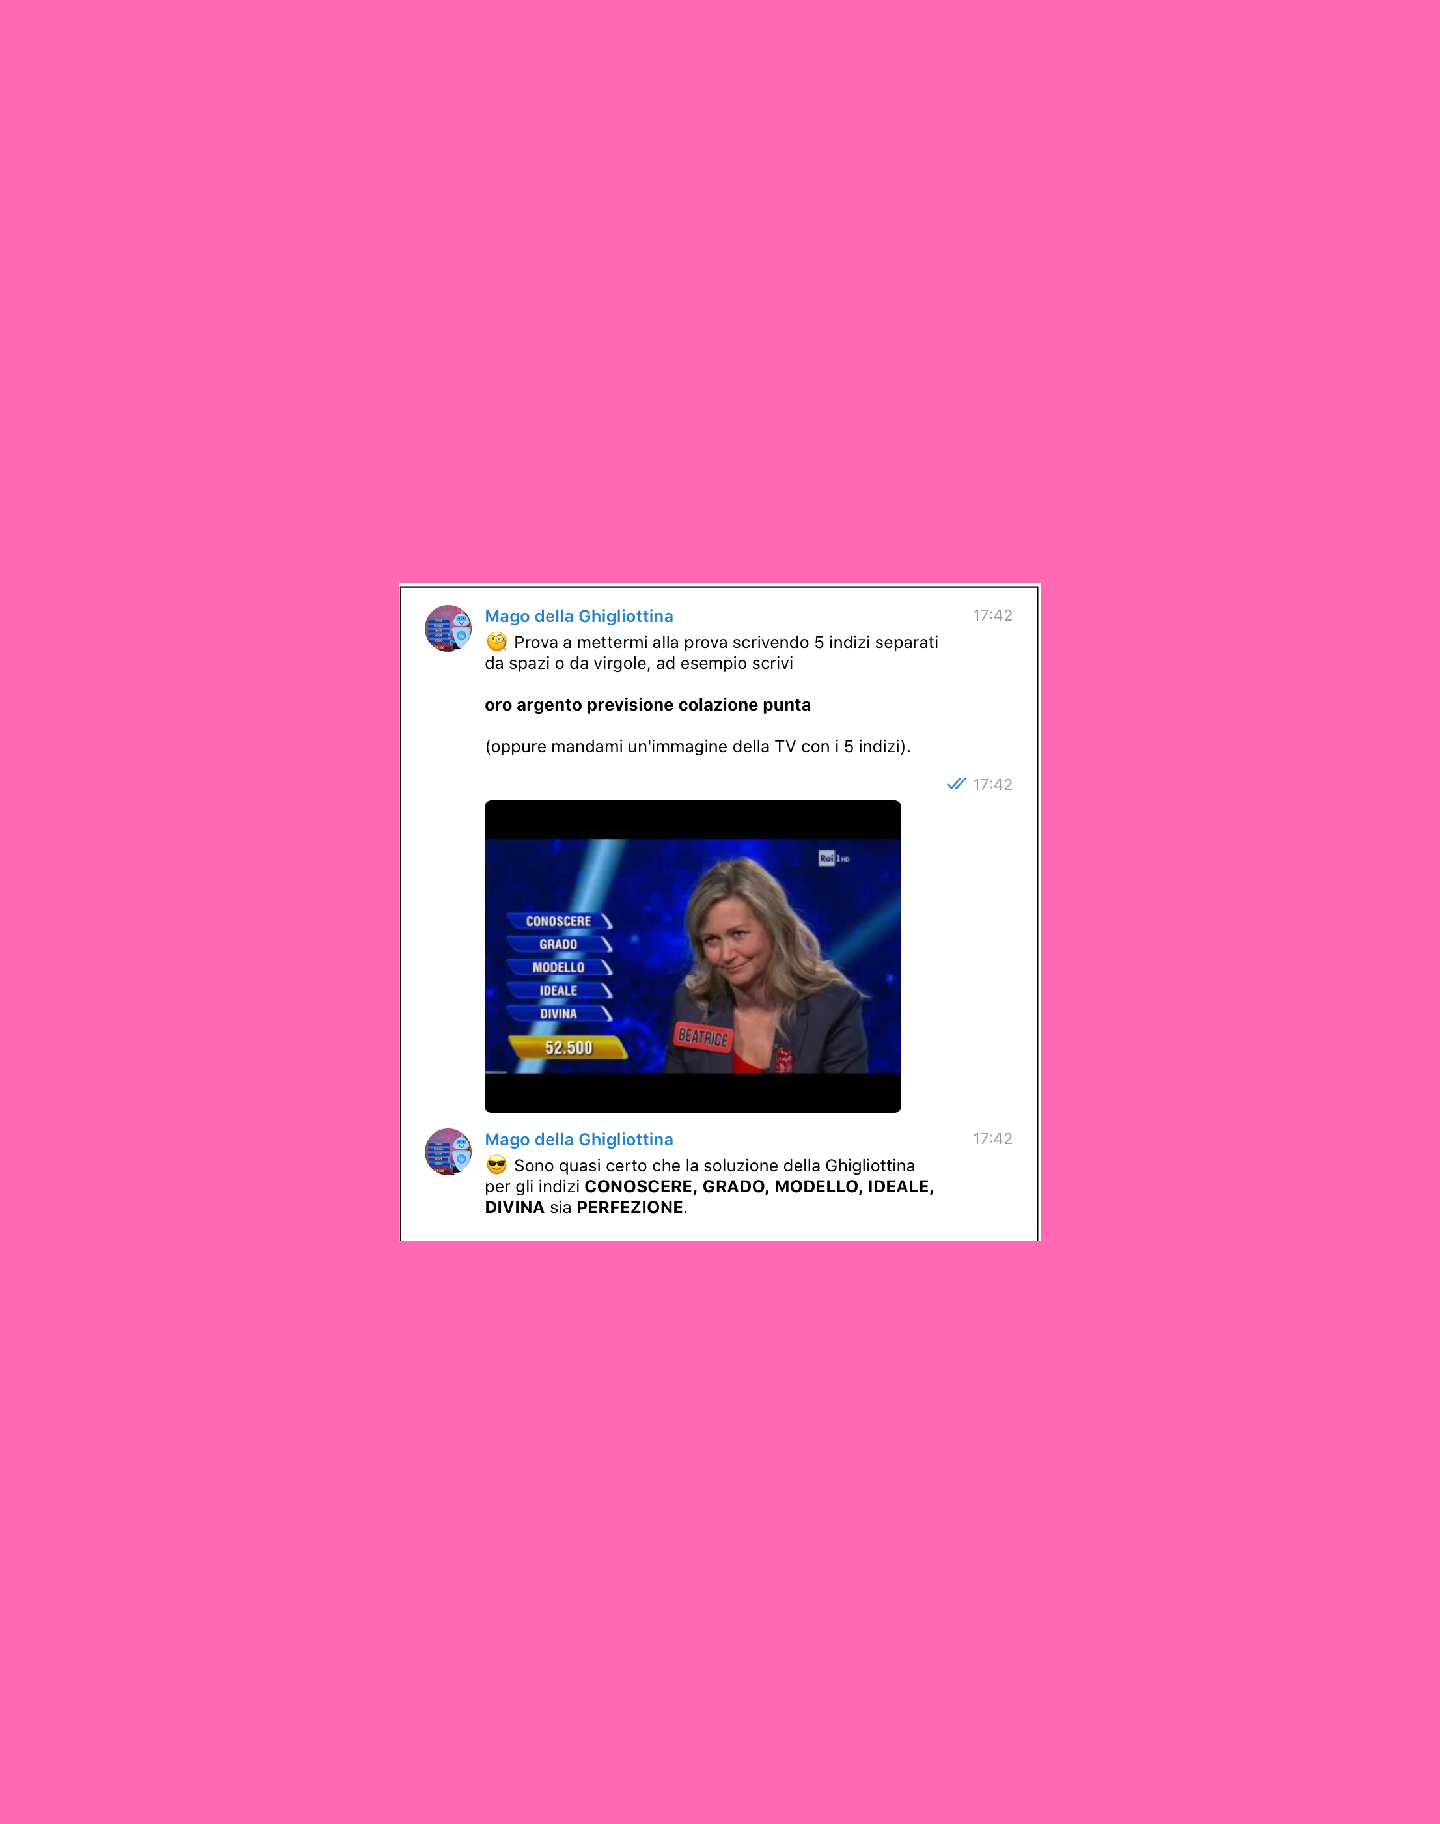 Mago della Ghigliottina 17:42
🧐 Prova a mettermi alla prova scrivendo 5 indizi separati
da spazi o da virgole, ad esempio scrivi
oro argento previsione colazione punta
(oppure mandami un'immagine della TV con i 5 indizi).
17:42
Rai 1 HD
CONOSCERE
GRADO
MODELLO
IDEALE
DIVINA
52.500
BEATRICE
Mago della Ghigliottina 17:42
😎 Sono quasi certo che la soluzione della Ghigliottina
per gli indizi CONOSCERE, GRADO, MODELLO, IDEALE,
DIVINA sia PERFEZIONE.